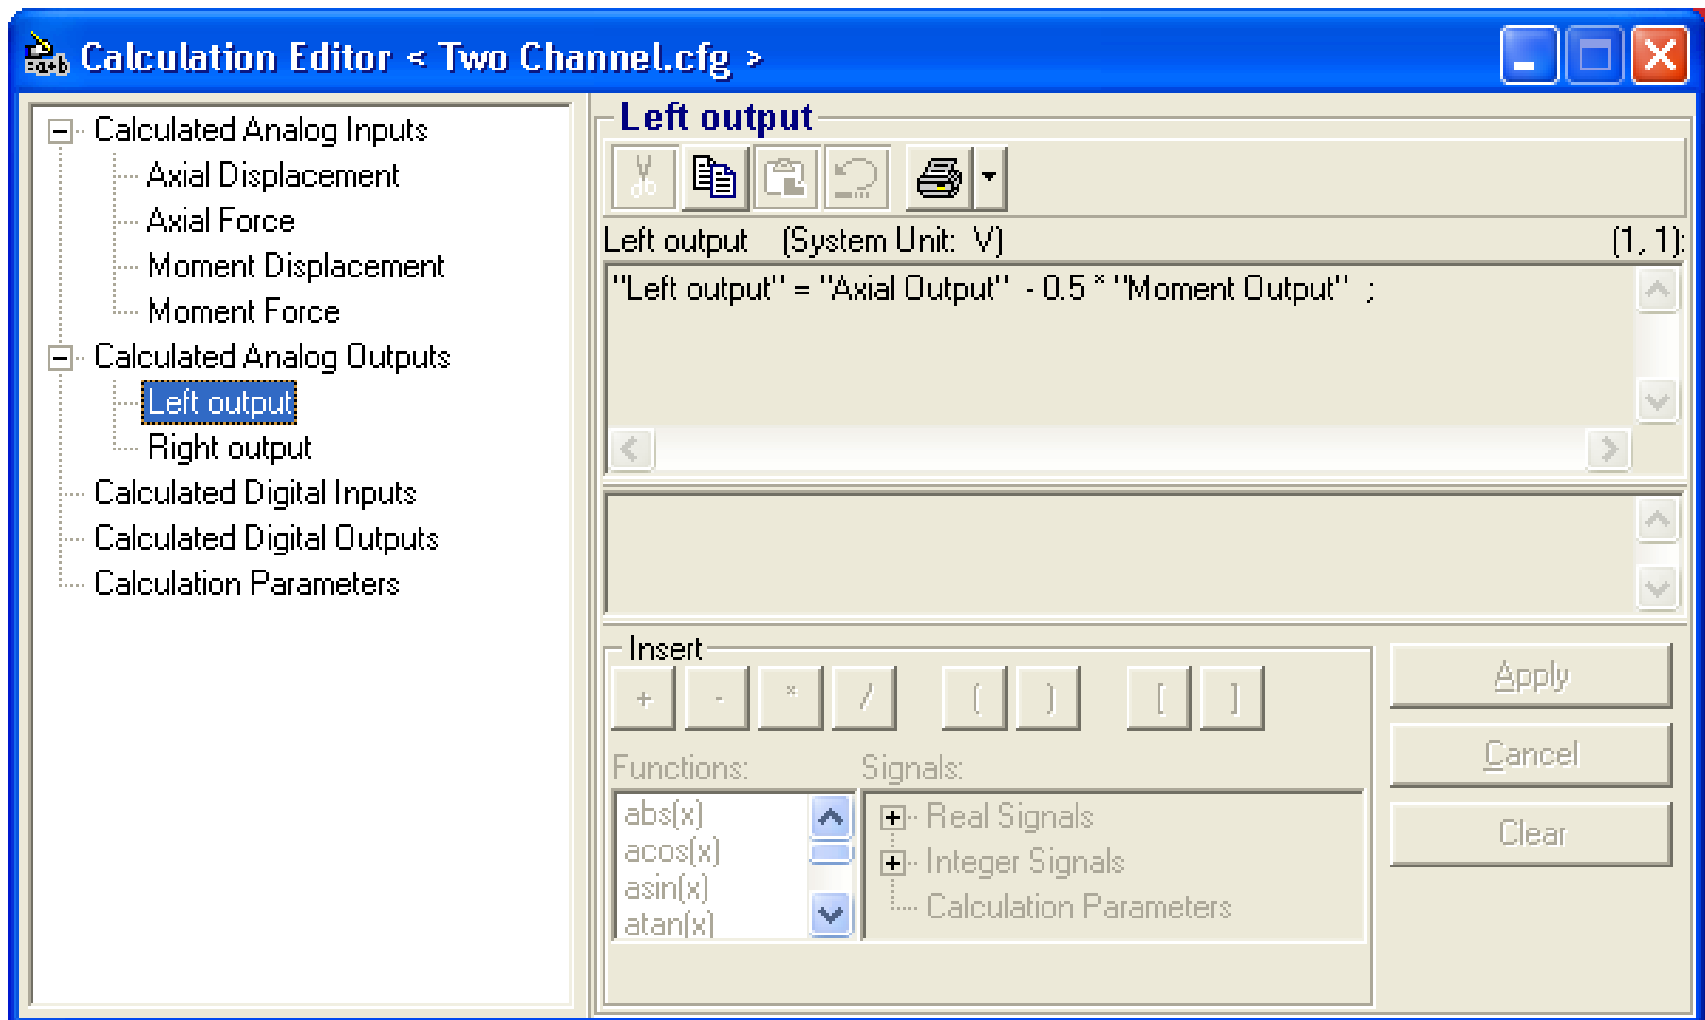 Calculation Editor < Two Channel.cfg >
Calculated Analog Inputs
Axial Displacement
Axial Force
Moment Displacement
Moment Force
Calculated Analog Outputs
Left output
Right output
Calculated Digital Inputs
Calculated Digital Outputs
Calculation Parameters
Left output
Left output (System Unit: V) (1, 1):
"Left output" = "Axial Output" - 0.5 * "Moment Output" ;
Insert
+ - * / ( ) [ ]
Functions:
abs(x)
acos(x)
asin(x)
atan(x)
Signals:
Real Signals
Integer Signals
Calculation Parameters
Apply
Cancel
Clear